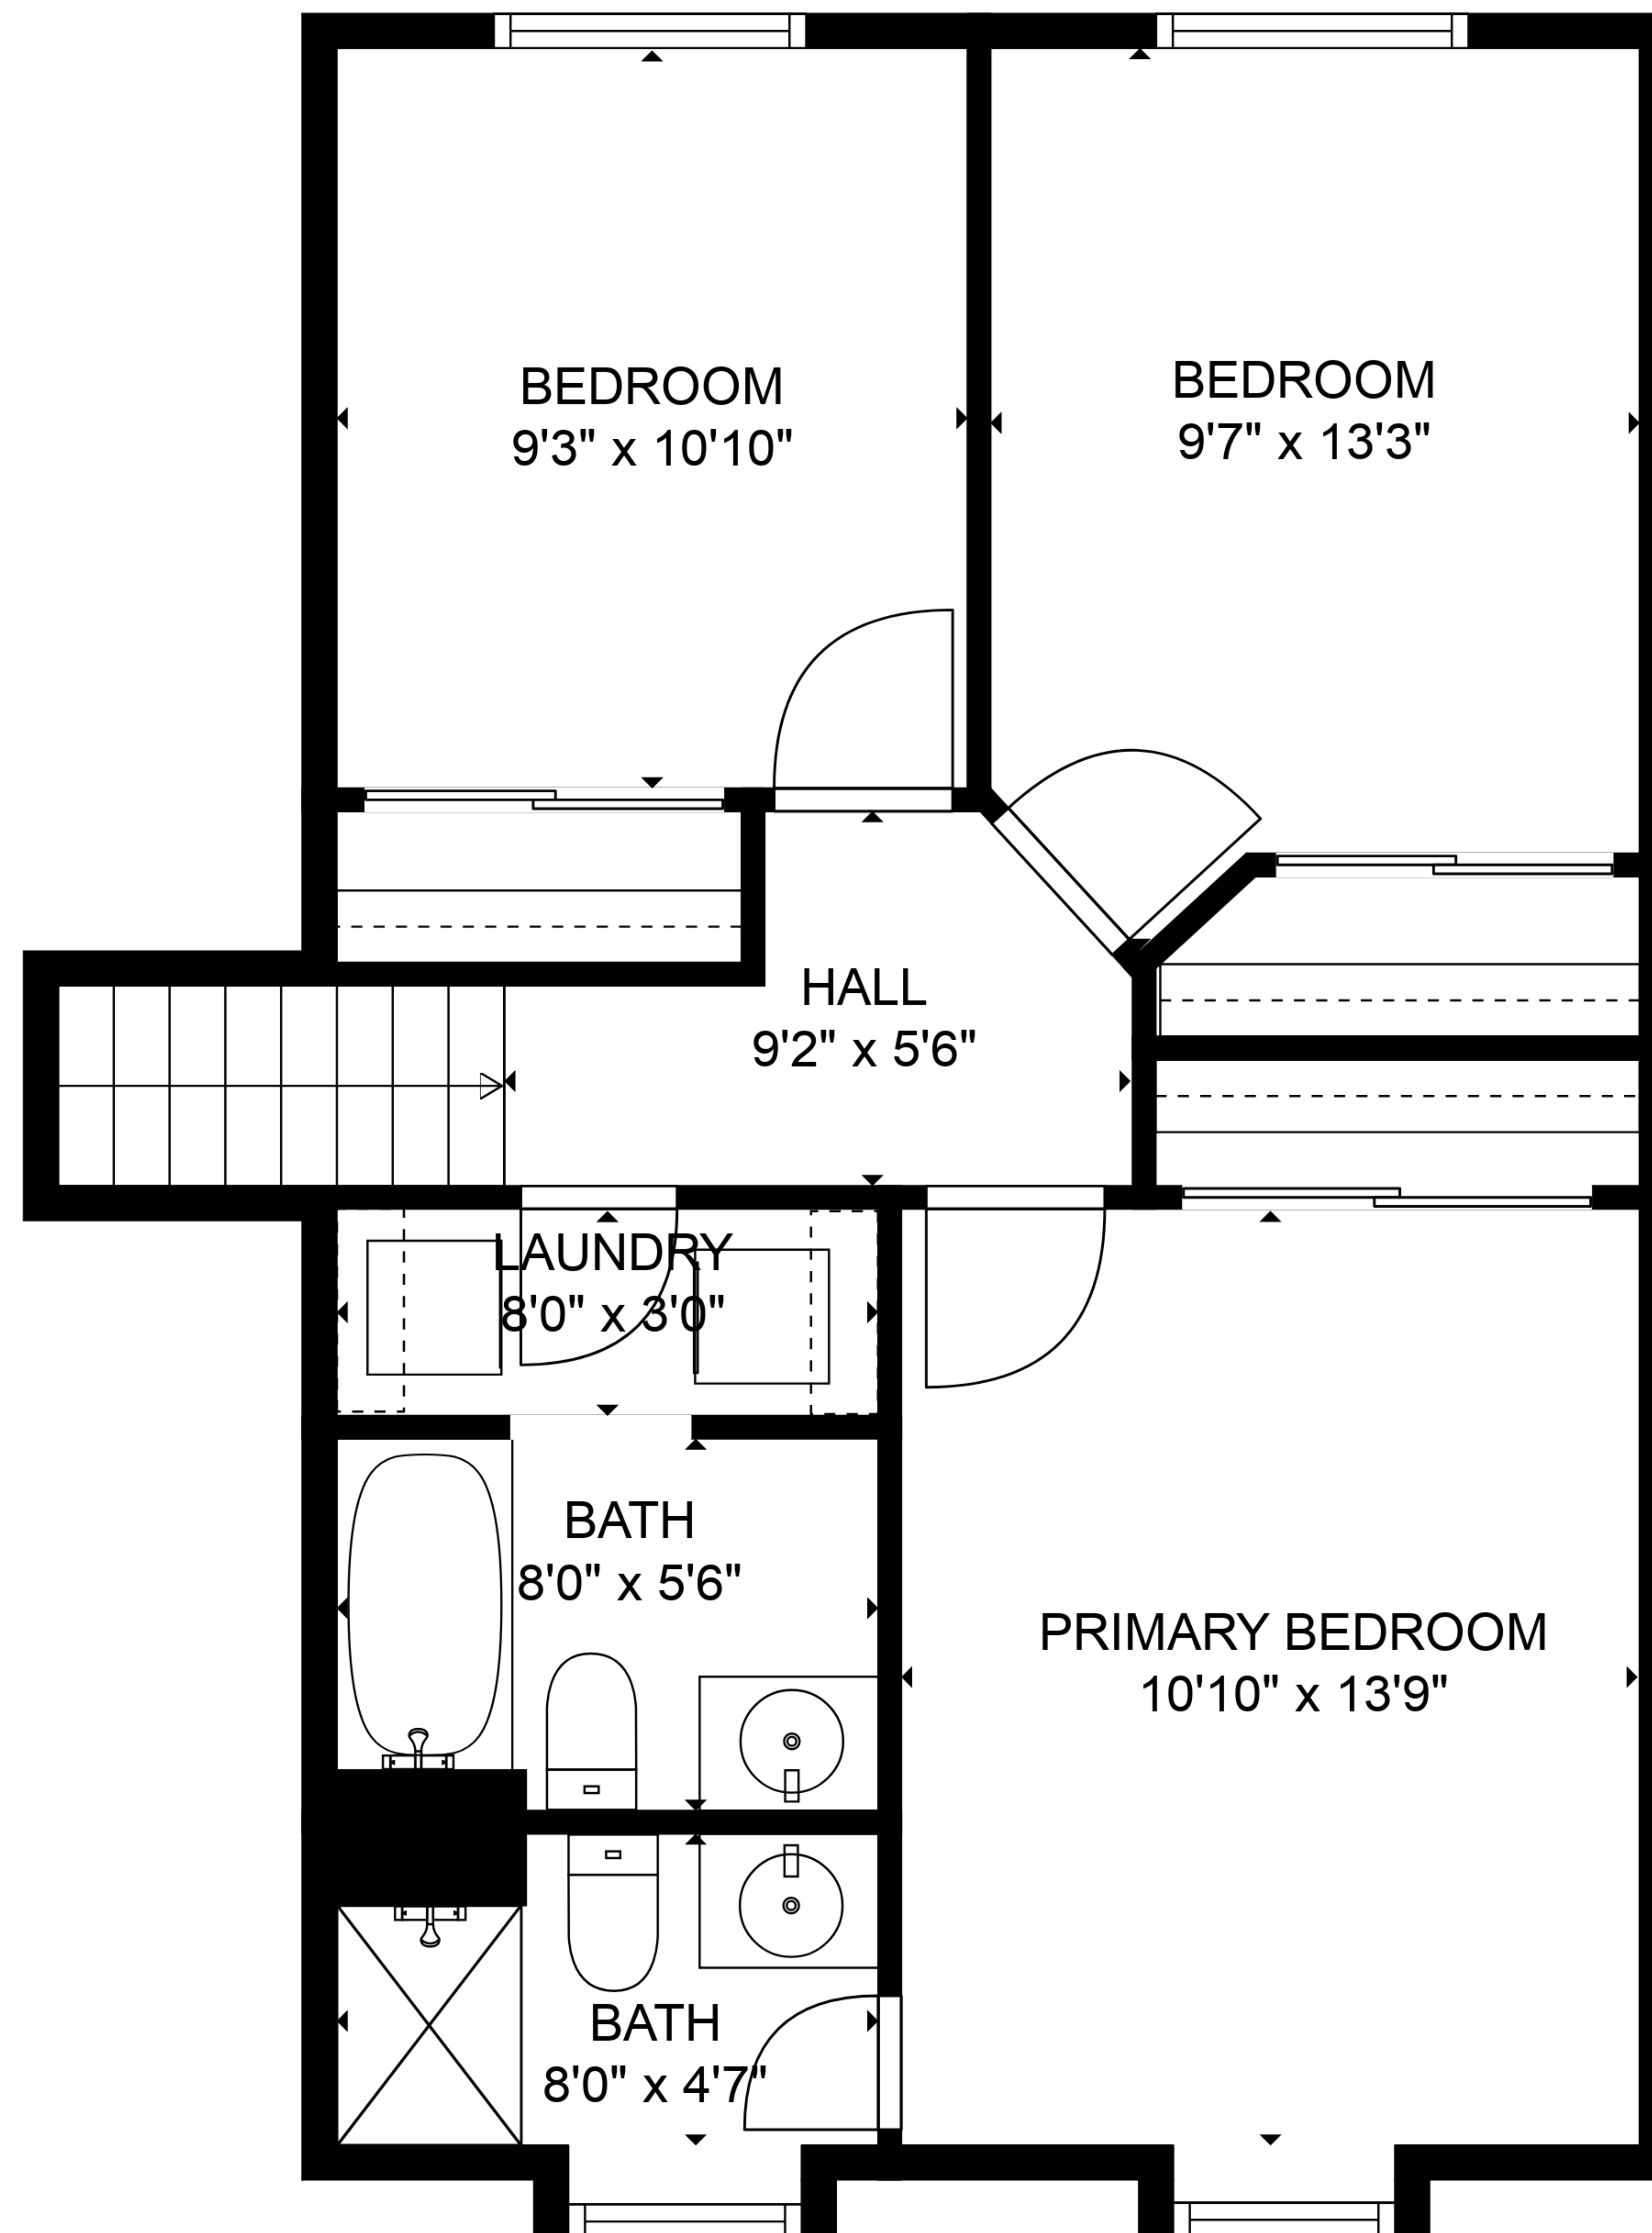 BEDROOM
9'3" x 10'10"
BEDROOM
9'7" x 13'3"
HALL
9'2" x 5'6"
LAUNDRY
8'0" x 3'0"
BATH
8'0" x 5'6"
PRIMARY BEDROOM
10'10" x 13'9"
BATH
8'0" x 4'7"